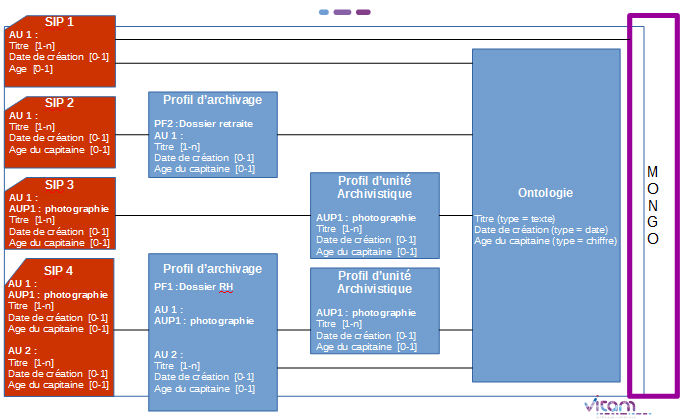 SIP 1
AU 1 :
Titre [1-n]
Date de création [0-1]
Age [0-1]
SIP 2
AU 1 :
Titre [1-n]
Date de création [0-1]
Age du capitaine [0-1]
Profil d'archivage
PF2 : Dossier retraite
AU 1 :
Titre [1-n]
Date de création [0-1]
Age du capitaine [0-1]
SIP 3
AU 1 :
AUP1 : photographie
Titre [1-n]
Date de création [0-1]
Age du capitaine [0-1]
Profil d'unité
Archivistique
AUP1 : photographie
Titre [1-n]
Date de création [0-1]
Age du capitaine [0-1]
SIP 4
AU 1 :
AUP1 : photographie
Titre [1-n]
Date de création [0-1]
Age du capitaine [0-1]
AU 2 :
Titre [1-n]
Date de création [0-1]
Age du capitaine [0-1]
Profil d'archivage
PF1 : Dossier RH
AU 1 :
AUP1 : photographie
AU 2 :
Titre [1-n]
Date de création [0-1]
Age du capitaine [0-1]
Profil d'unité
Archivistique
AUP1 : photographie
Titre [1-n]
Date de création [0-1]
Age du capitaine [0-1]
Ontologie
Titre (type = texte)
Date de création (type = date)
Age du capitaine (type = chiffre)
M
O
N
G
O
vitam